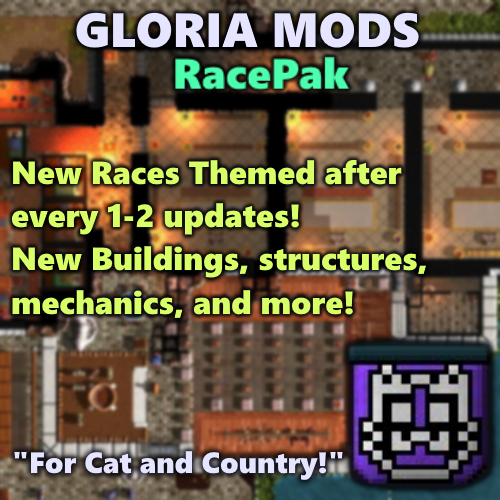 GLORIA MODS
RacePak
New Races Themed after
every 1-2 updates!
New Buildings, structures,
mechanics, and more!
"For Cat and Country!"